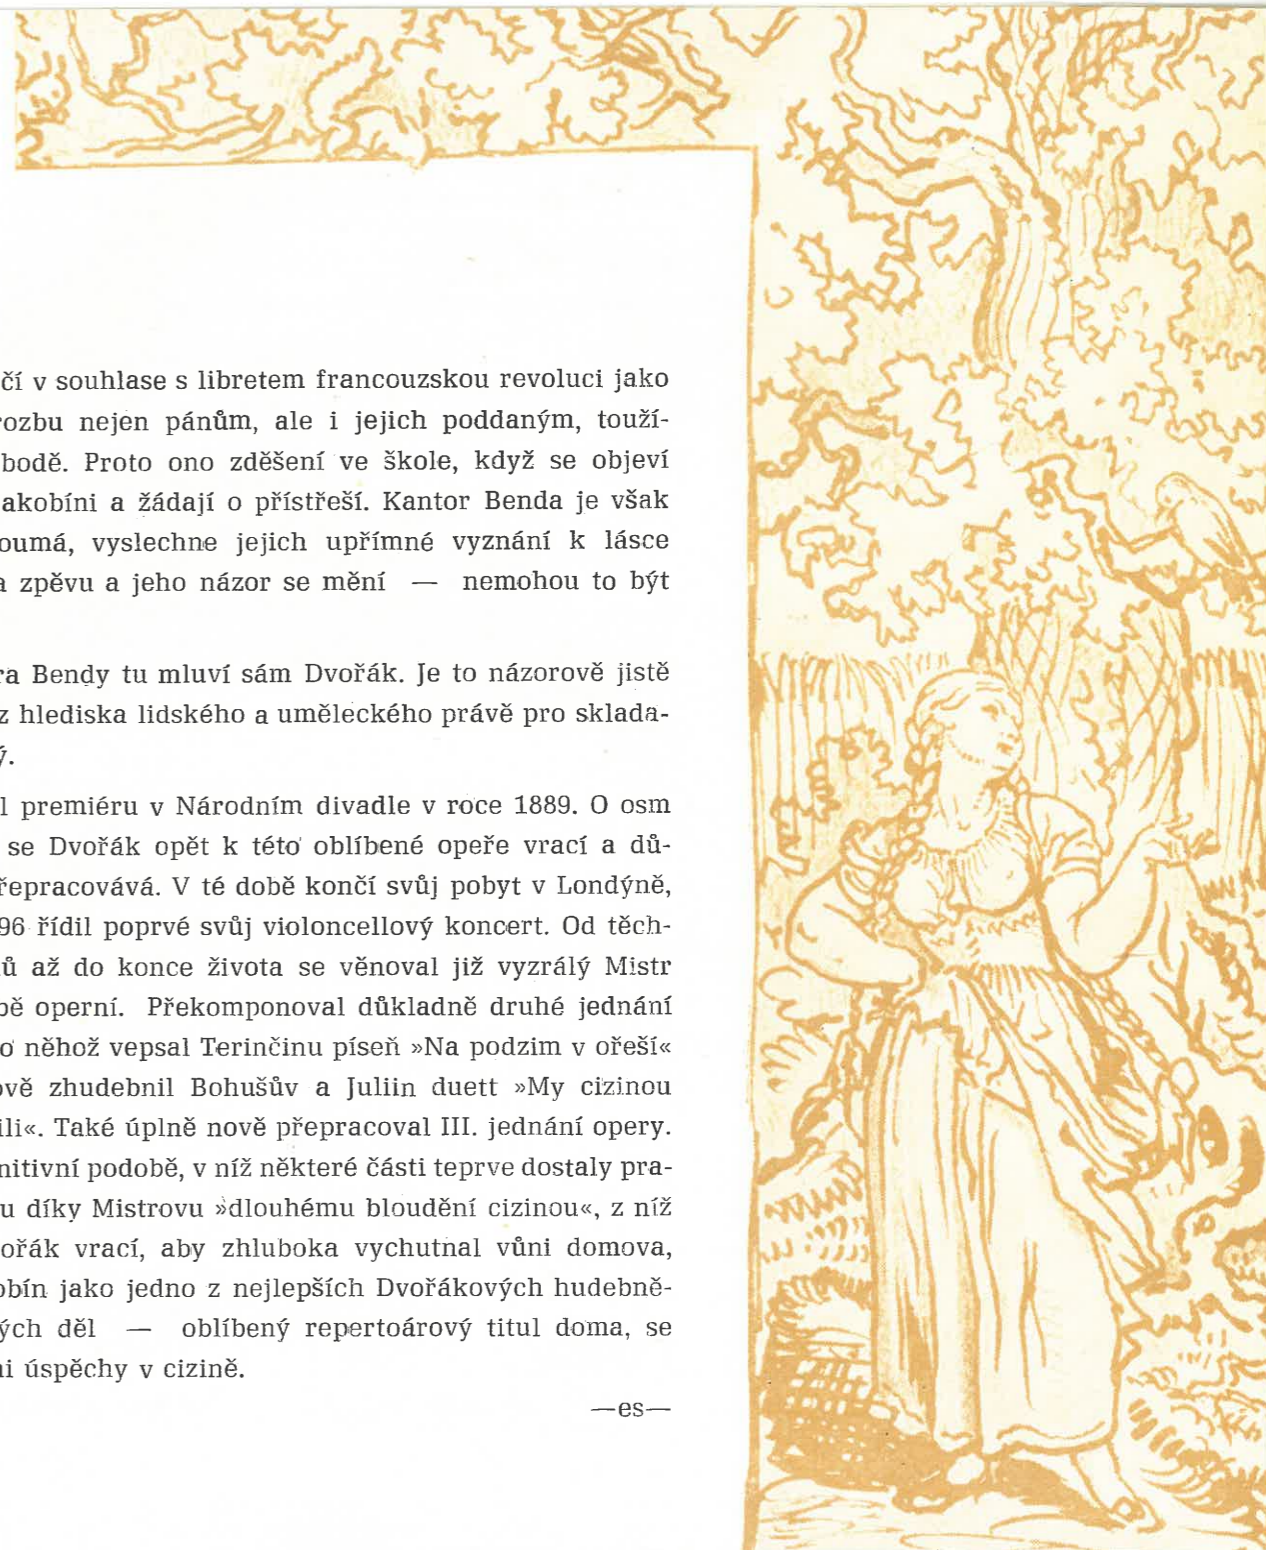 čí v souhlase s libretem francouzskou revoluci jako
rozbu nejen pánům, ale i jejich poddaným, touží-
bodě. Proto ono zděšení ve škole, když se objeví
akobíni a žádají o přístřeší. Kantor Benda je však
oumá, vyslechne jejich upřímné vyznání k lásce
a zpěvu a jeho názor se mění — nemohou to být
ra Bendy tu mluví sám Dvořák. Je to názorově jistě
z hlediska lidského a uměleckého právě pro sklada-
ý.
l premiéru v Národním divadle v roce 1889. O osm
se Dvořák opět k této oblíbené opeře vrací a dů-
řepracovává. V té době končí svůj pobyt v Londýně,
96 řídil poprvé svůj violoncellový koncert. Od těch-
ů až do konce života se věnoval již vyzrálý Mistr
bě operní. Překomponoval důkladně druhé jednání
o něhož vepsal Terinčinu píseň »Na podzim v ořeší«
ově zhudebnil Bohušův a Juliin duett »My cizinou
ili«. Také úplně nově přepracoval III. jednání opery.
nitivní podobě, v níž některé části teprve dostaly pra-
u díky Mistrovu »dlouhému bloudění cizinou«, z níž
ořák vrací, aby zhluboka vychutnal vůni domova,
obín jako jedno z nejlepších Dvořákových hudebně-
ých děl — oblíbený repertoárový titul doma, se
ni úspěchy v cizině.
—es—